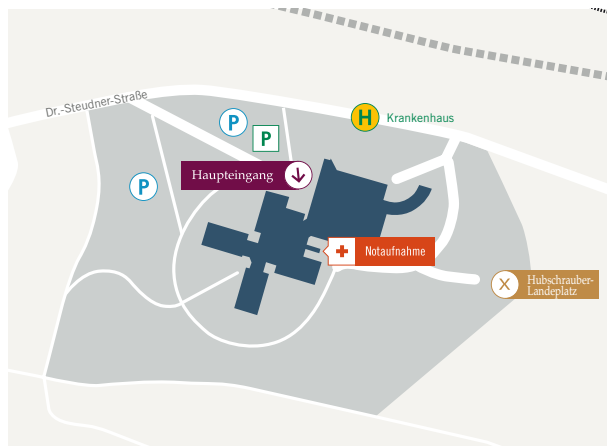 Dr.-Steudner-Straße
P
P
H Krankenhaus
P
Haupteingang
Notaufnahme
X Hubschrauber-
Landeplatz